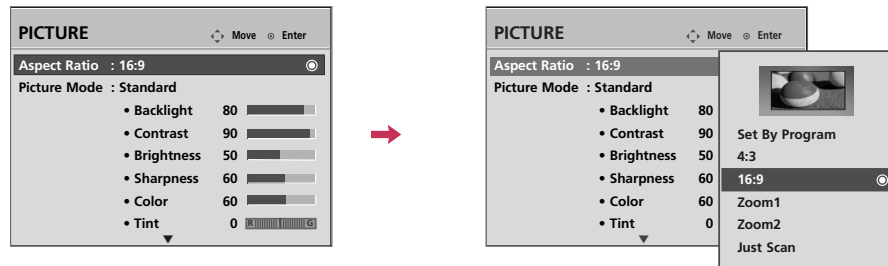 PICTURE Move Enter
Aspect Ratio : 16:9
Picture Mode : Standard
• Backlight 80
• Contrast 90
• Brightness 50
• Sharpness 60
• Color 60
• Tint 0 R G
PICTURE Move Enter
Aspect Ratio : 16:9
Picture Mode : Standard
• Backlight 80
• Contrast 90
• Brightness 50
• Sharpness 60
• Color 60
• Tint 0
Set By Program
4:3
16:9
Zoom1
Zoom2
Just Scan